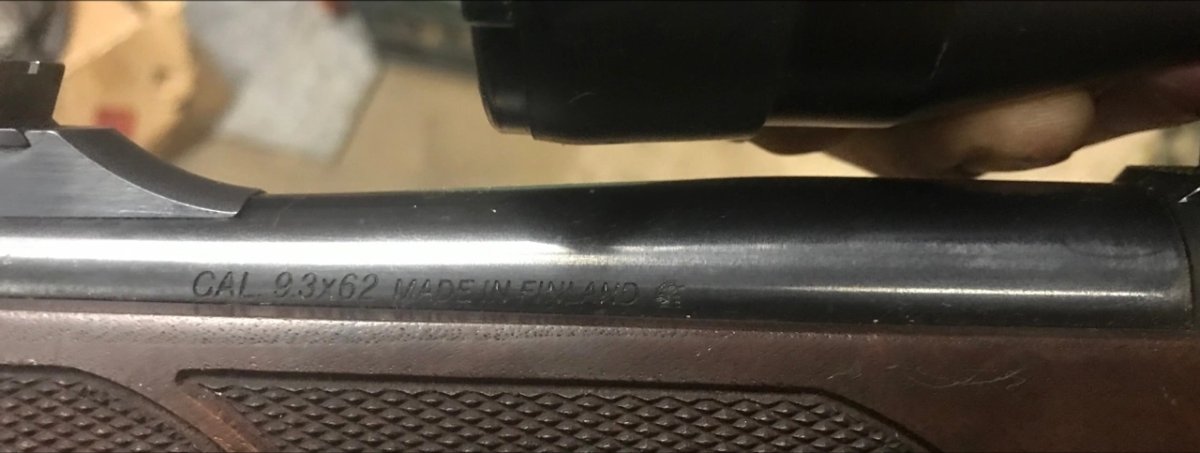 CAL. 9.3x62 MADE IN FINLAND